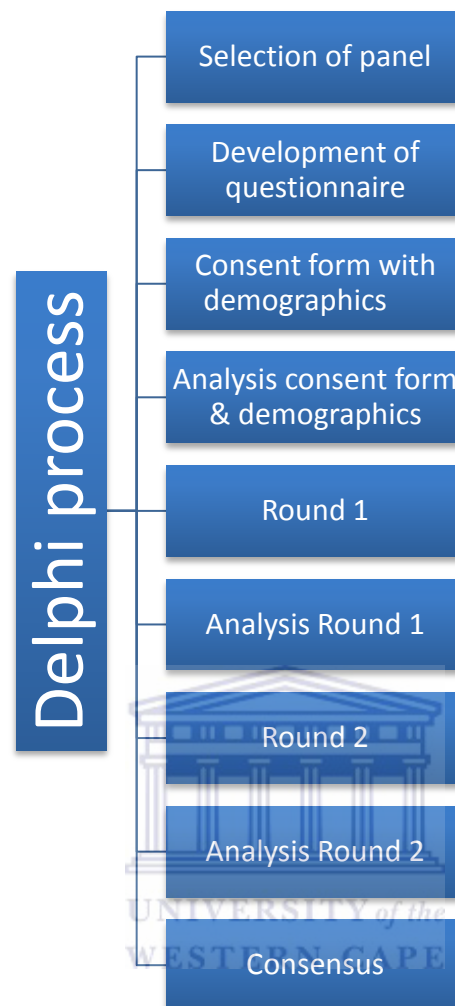 Delphi process
Selection of panel
Development of
questionnaire
Consent form with
demographics
Analysis consent form
& demographics
Round 1
Analysis Round 1
Round 2
Analysis Round 2
UNIVERSITY of the
WESTERN CAPE
Consensus